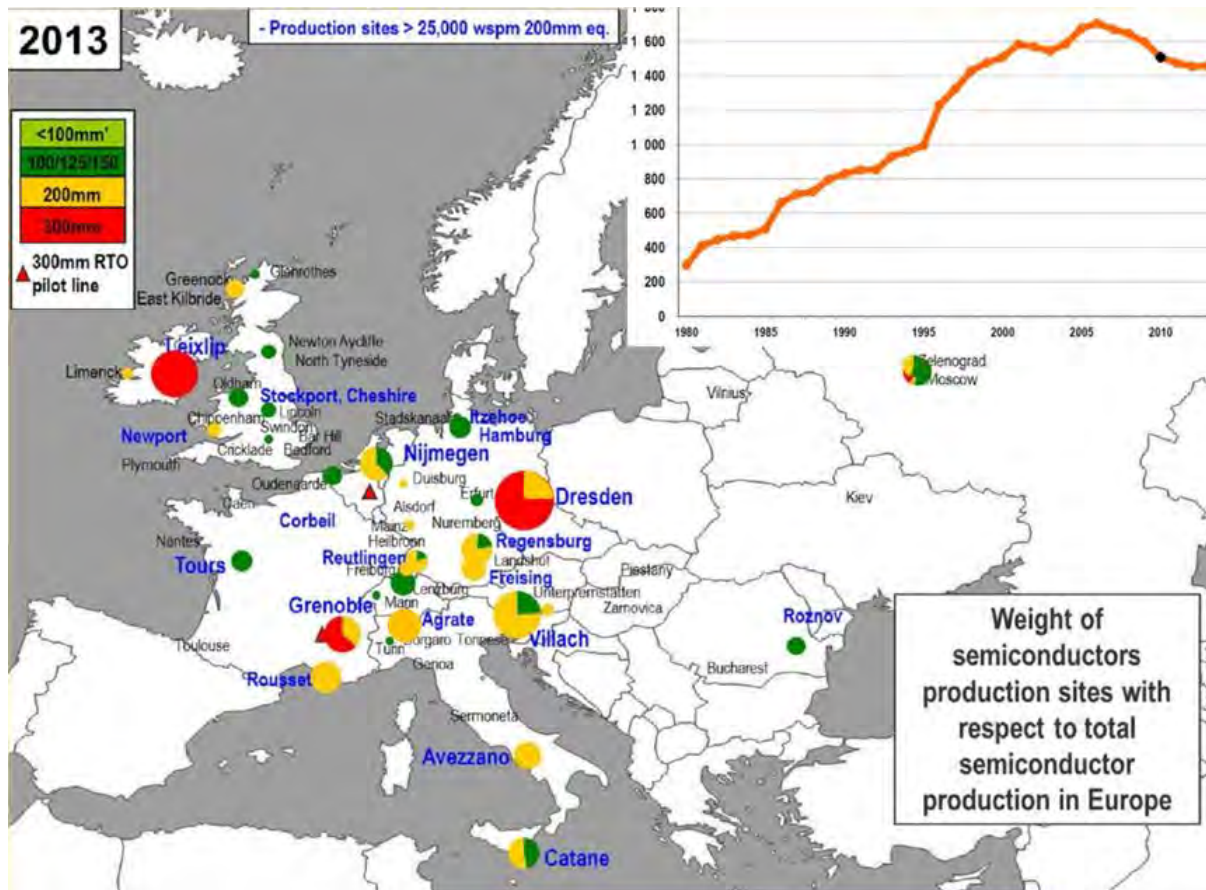 2013
- Production sites > 25,000 wspm 200mm eq.
<100mm'
100/125/150
200mm
300mm
300mm RTO
pilot line
1 600
1 400
1 200
1 000
800
600
400
200
0
1980
1985
1990
1995
2000
2005
2010
Greenock
Glenrothes
East Kilbride
Newton Aycliffe
North Tyneside
Leixlip
Limerick
Oldham
Stockport, Cheshire
Chippenham
Lincoln
Swindon
Newport
Bar Hill
Cricklade
Bedford
Plymouth
Zelenograd
Moscow
Vilnius
Stadskanaal
Itzehoe
Hamburg
Nijmegen
Duisburg
Oudenaarde
Erfurt
Dresden
Kiev
Caen
Alsdorf
Corbeil
Mainz
Nuremberg
Nantes
Heilbronn
Regensburg
Reutlingen
Landshut
Tours
Freiburg
Freising
Piestany
Lenzburg
Unterpremstatten
Grenoble
Marin
Zarnovica
Agrate
Roznov
Villach
Toulouse
Turin
Genoa
Bucharest
Rousset
Sermoneta
Avezzano
Catane
Weight of
semiconductors
production sites with
respect to total
semiconductor
production in Europe